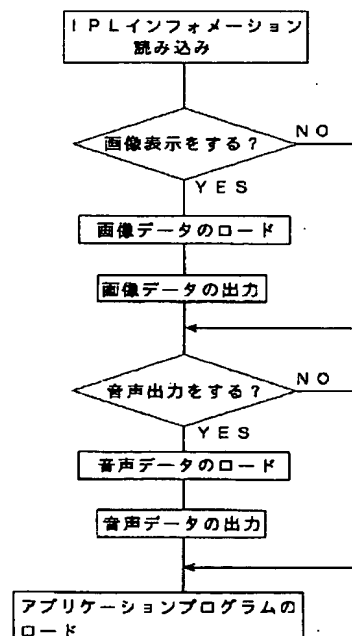 IPLインフォメーション
読み込み
画像表示をする？
NO
YES
画像データのロード
画像データの出力
音声出力をする？
NO
YES
音声データのロード
音声データの出力
アプリケーションプログラムの
ロード